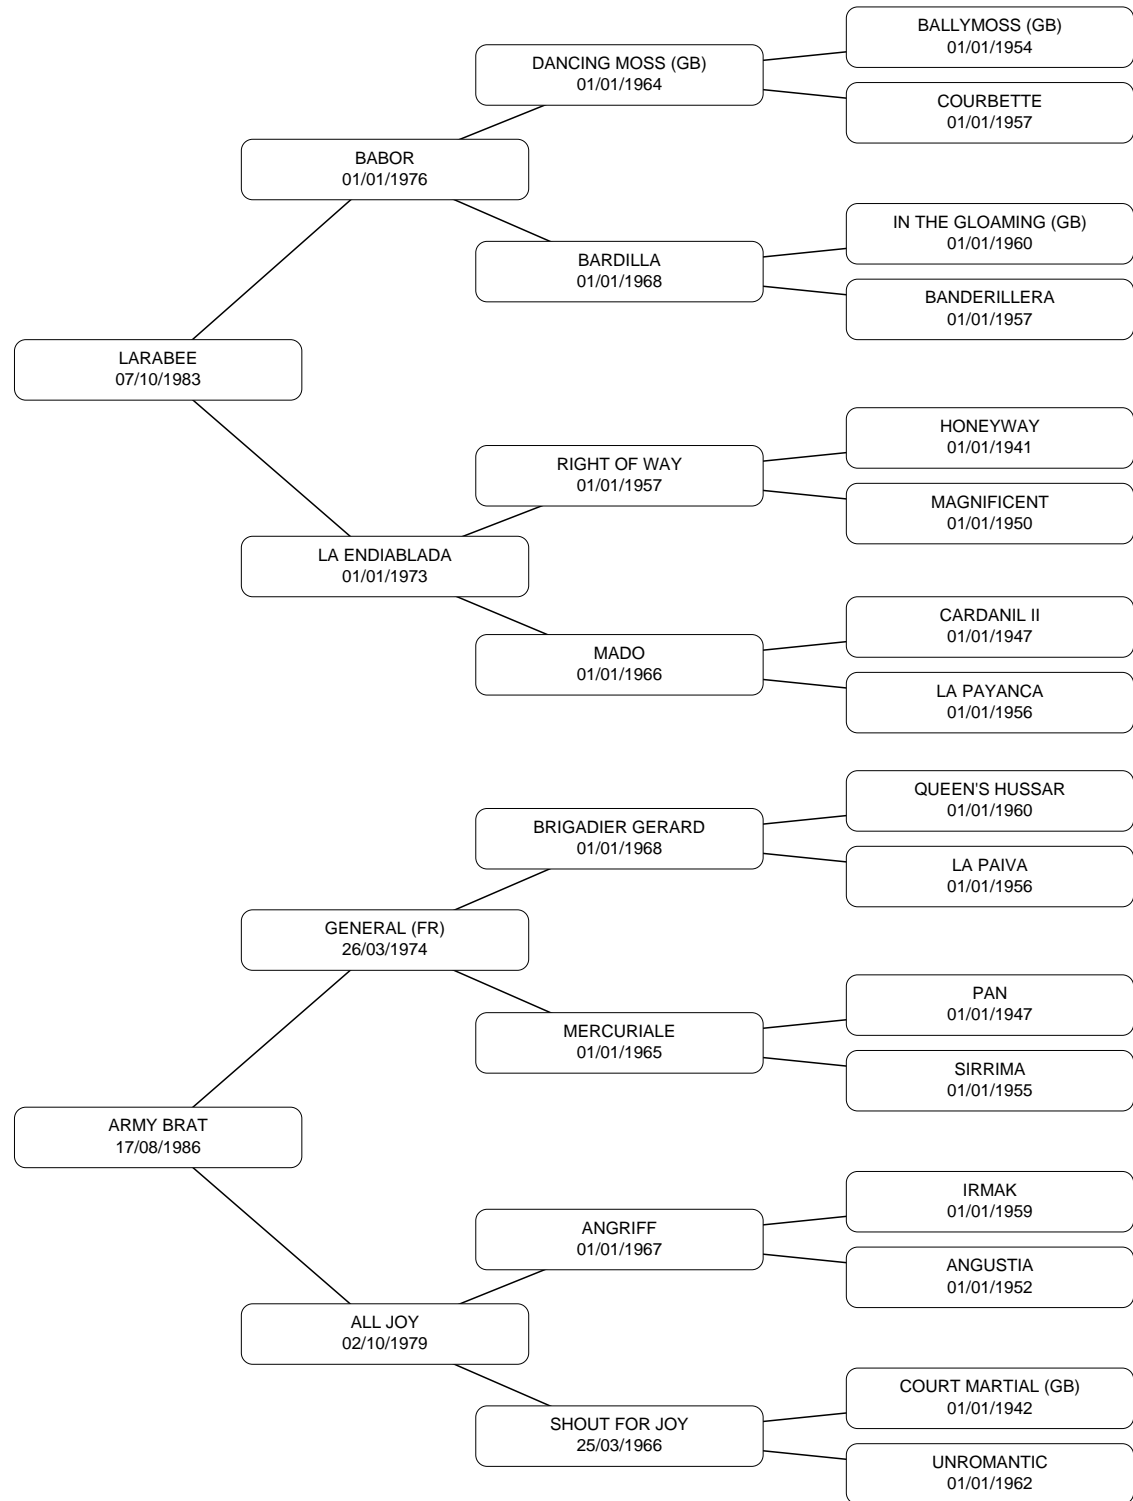 BALLYMOSS (GB)
01/01/1954
DANCING MOSS (GB)
01/01/1964
COURBETTE
01/01/1957
BABOR
01/01/1976
IN THE GLOAMING (GB)
01/01/1960
BARDILLA
01/01/1968
BANDERILLERA
01/01/1957
LARABEE
07/10/1983
HONEYWAY
01/01/1941
RIGHT OF WAY
01/01/1957
MAGNIFICENT
01/01/1950
LA ENDIABLADA
01/01/1973
CARDANIL II
01/01/1947
MADO
01/01/1966
LA PAYANCA
01/01/1956
QUEEN'S HUSSAR
01/01/1960
BRIGADIER GERARD
01/01/1968
LA PAIVA
01/01/1956
GENERAL (FR)
26/03/1974
PAN
01/01/1947
MERCURIALE
01/01/1965
SIRRIMA
01/01/1955
ARMY BRAT
17/08/1986
IRMAK
01/01/1959
ANGRIFF
01/01/1967
ANGUSTIA
01/01/1952
ALL JOY
02/10/1979
COURT MARTIAL (GB)
01/01/1942
SHOUT FOR JOY
25/03/1966
UNROMANTIC
01/01/1962